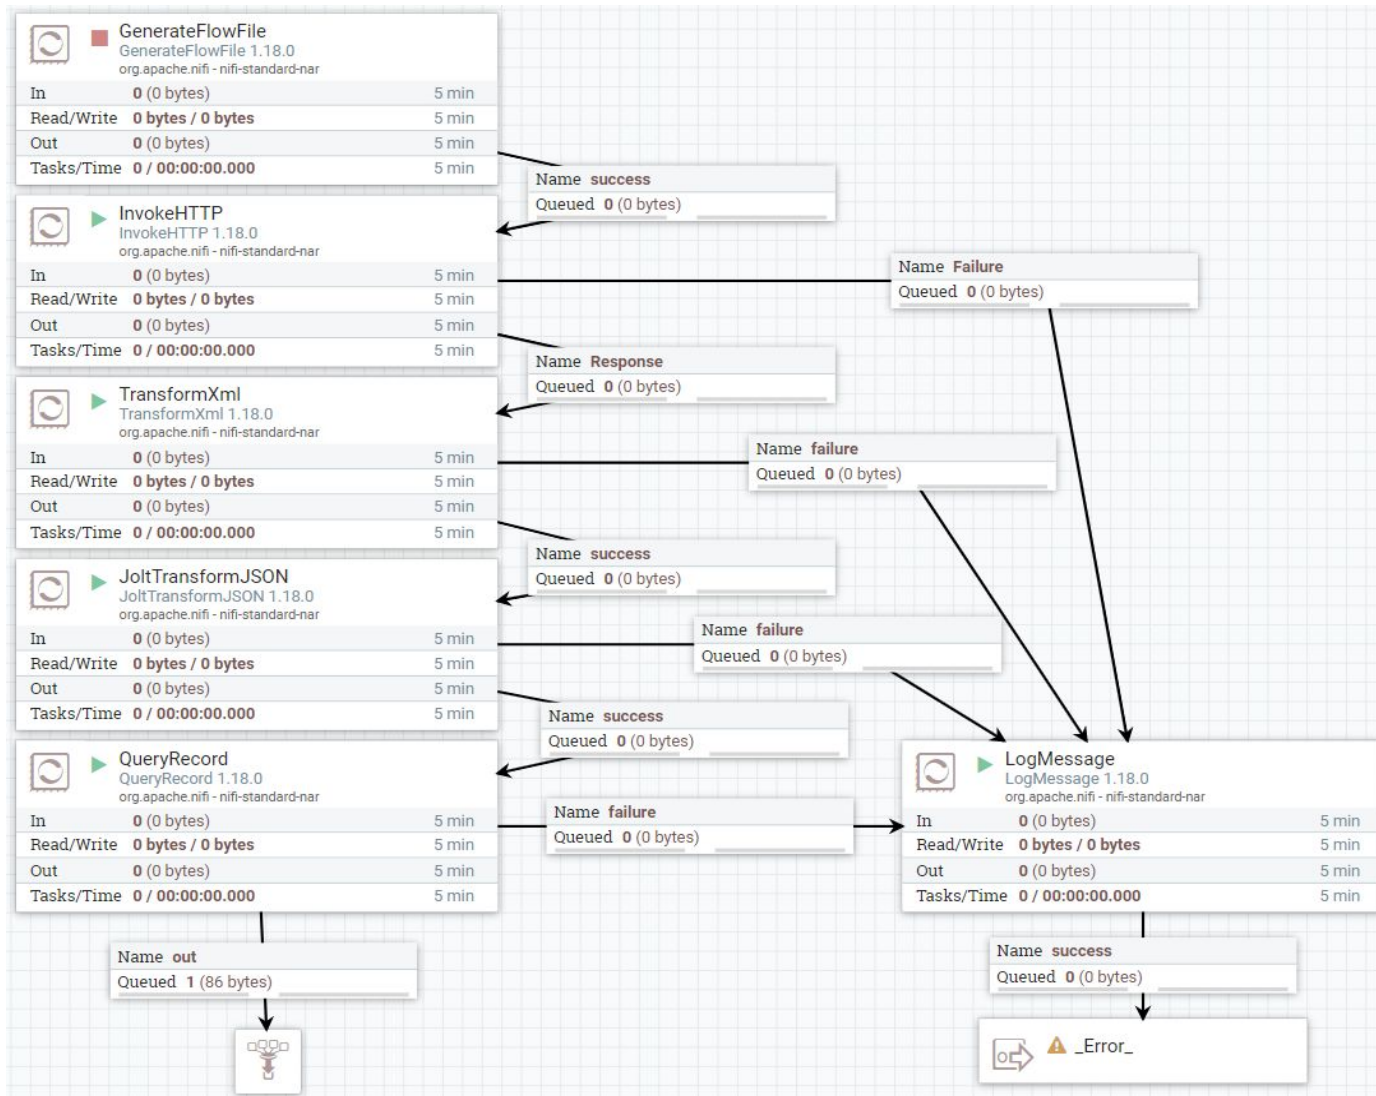 GenerateFlowFile
GenerateFlowFile 1.18.0
org.apache.nifi - nifi-standard-nar
In 0 (0 bytes) 5 min
Read/Write 0 bytes / 0 bytes 5 min
Out 0 (0 bytes) 5 min
Tasks/Time 0 / 00:00:00.000 5 min
Name success
Queued 0 (0 bytes)
InvokeHTTP
InvokeHTTP 1.18.0
org.apache.nifi - nifi-standard-nar
In 0 (0 bytes) 5 min
Read/Write 0 bytes / 0 bytes 5 min
Out 0 (0 bytes) 5 min
Tasks/Time 0 / 00:00:00.000 5 min
Name Failure
Queued 0 (0 bytes)
Name Response
Queued 0 (0 bytes)
TransformXml
TransformXml 1.18.0
org.apache.nifi - nifi-standard-nar
In 0 (0 bytes) 5 min
Read/Write 0 bytes / 0 bytes 5 min
Out 0 (0 bytes) 5 min
Tasks/Time 0 / 00:00:00.000 5 min
Name failure
Queued 0 (0 bytes)
Name success
Queued 0 (0 bytes)
JoltTransformJSON
JoltTransformJSON 1.18.0
org.apache.nifi - nifi-standard-nar
In 0 (0 bytes) 5 min
Read/Write 0 bytes / 0 bytes 5 min
Out 0 (0 bytes) 5 min
Tasks/Time 0 / 00:00:00.000 5 min
Name failure
Queued 0 (0 bytes)
Name success
Queued 0 (0 bytes)
QueryRecord
QueryRecord 1.18.0
org.apache.nifi - nifi-standard-nar
In 0 (0 bytes) 5 min
Read/Write 0 bytes / 0 bytes 5 min
Out 0 (0 bytes) 5 min
Tasks/Time 0 / 00:00:00.000 5 min
Name failure
Queued 0 (0 bytes)
LogMessage
LogMessage 1.18.0
org.apache.nifi - nifi-standard-nar
In 0 (0 bytes) 5 min
Read/Write 0 bytes / 0 bytes 5 min
Out 0 (0 bytes) 5 min
Tasks/Time 0 / 00:00:00.000 5 min
Name out
Queued 1 (86 bytes)
Name success
Queued 0 (0 bytes)
_Error_